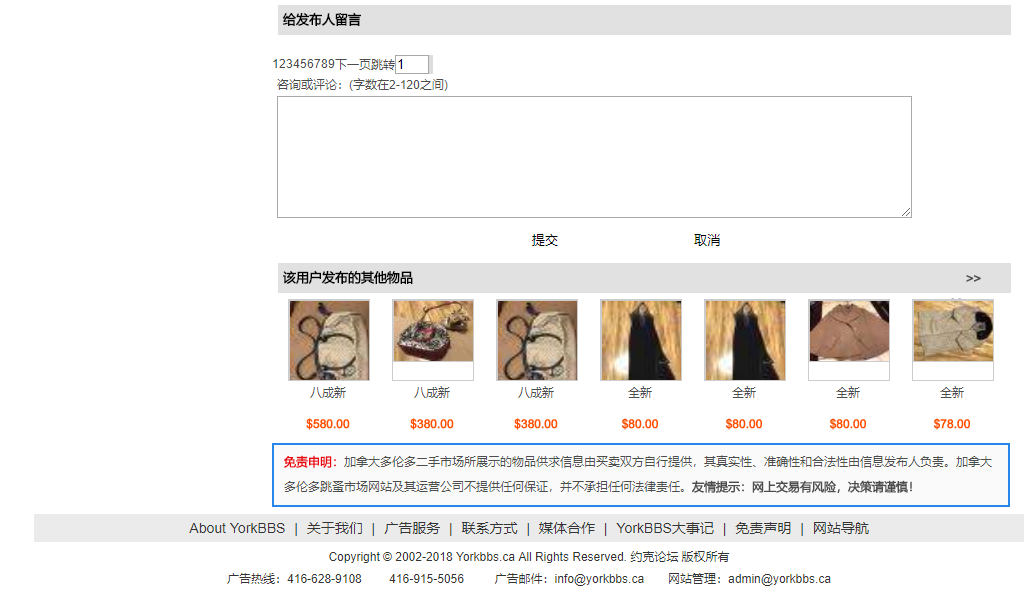 给发布人留言
123456789下一页跳转1
咨询或评论：(字数在2-120之间)
提交 取消
该用户发布的其他物品 >>
八成新 八成新 八成新 全新 全新 全新 全新
$580.00 $380.00 $380.00 $80.00 $80.00 $80.00 $78.00
免责申明：加拿大多伦多二手市场所展示的物品供求信息由买卖双方自行提供，其真实性、准确性和合法性由信息发布人负责。加拿大
多伦多跳蚤市场网站及其运营公司不提供任何保证，并不承担任何法律责任。友情提示：网上交易有风险，决策请谨慎！
About YorkBBS | 关于我们 | 广告服务 | 联系方式 | 媒体合作 | YorkBBS大事记 | 免责声明 | 网站导航
Copyright © 2002-2018 Yorkbbs.ca All Rights Reserved. 约克论坛 版权所有
广告热线：416-628-9108 416-915-5056 广告邮件：info@yorkbbs.ca 网站管理：admin@yorkbbs.ca